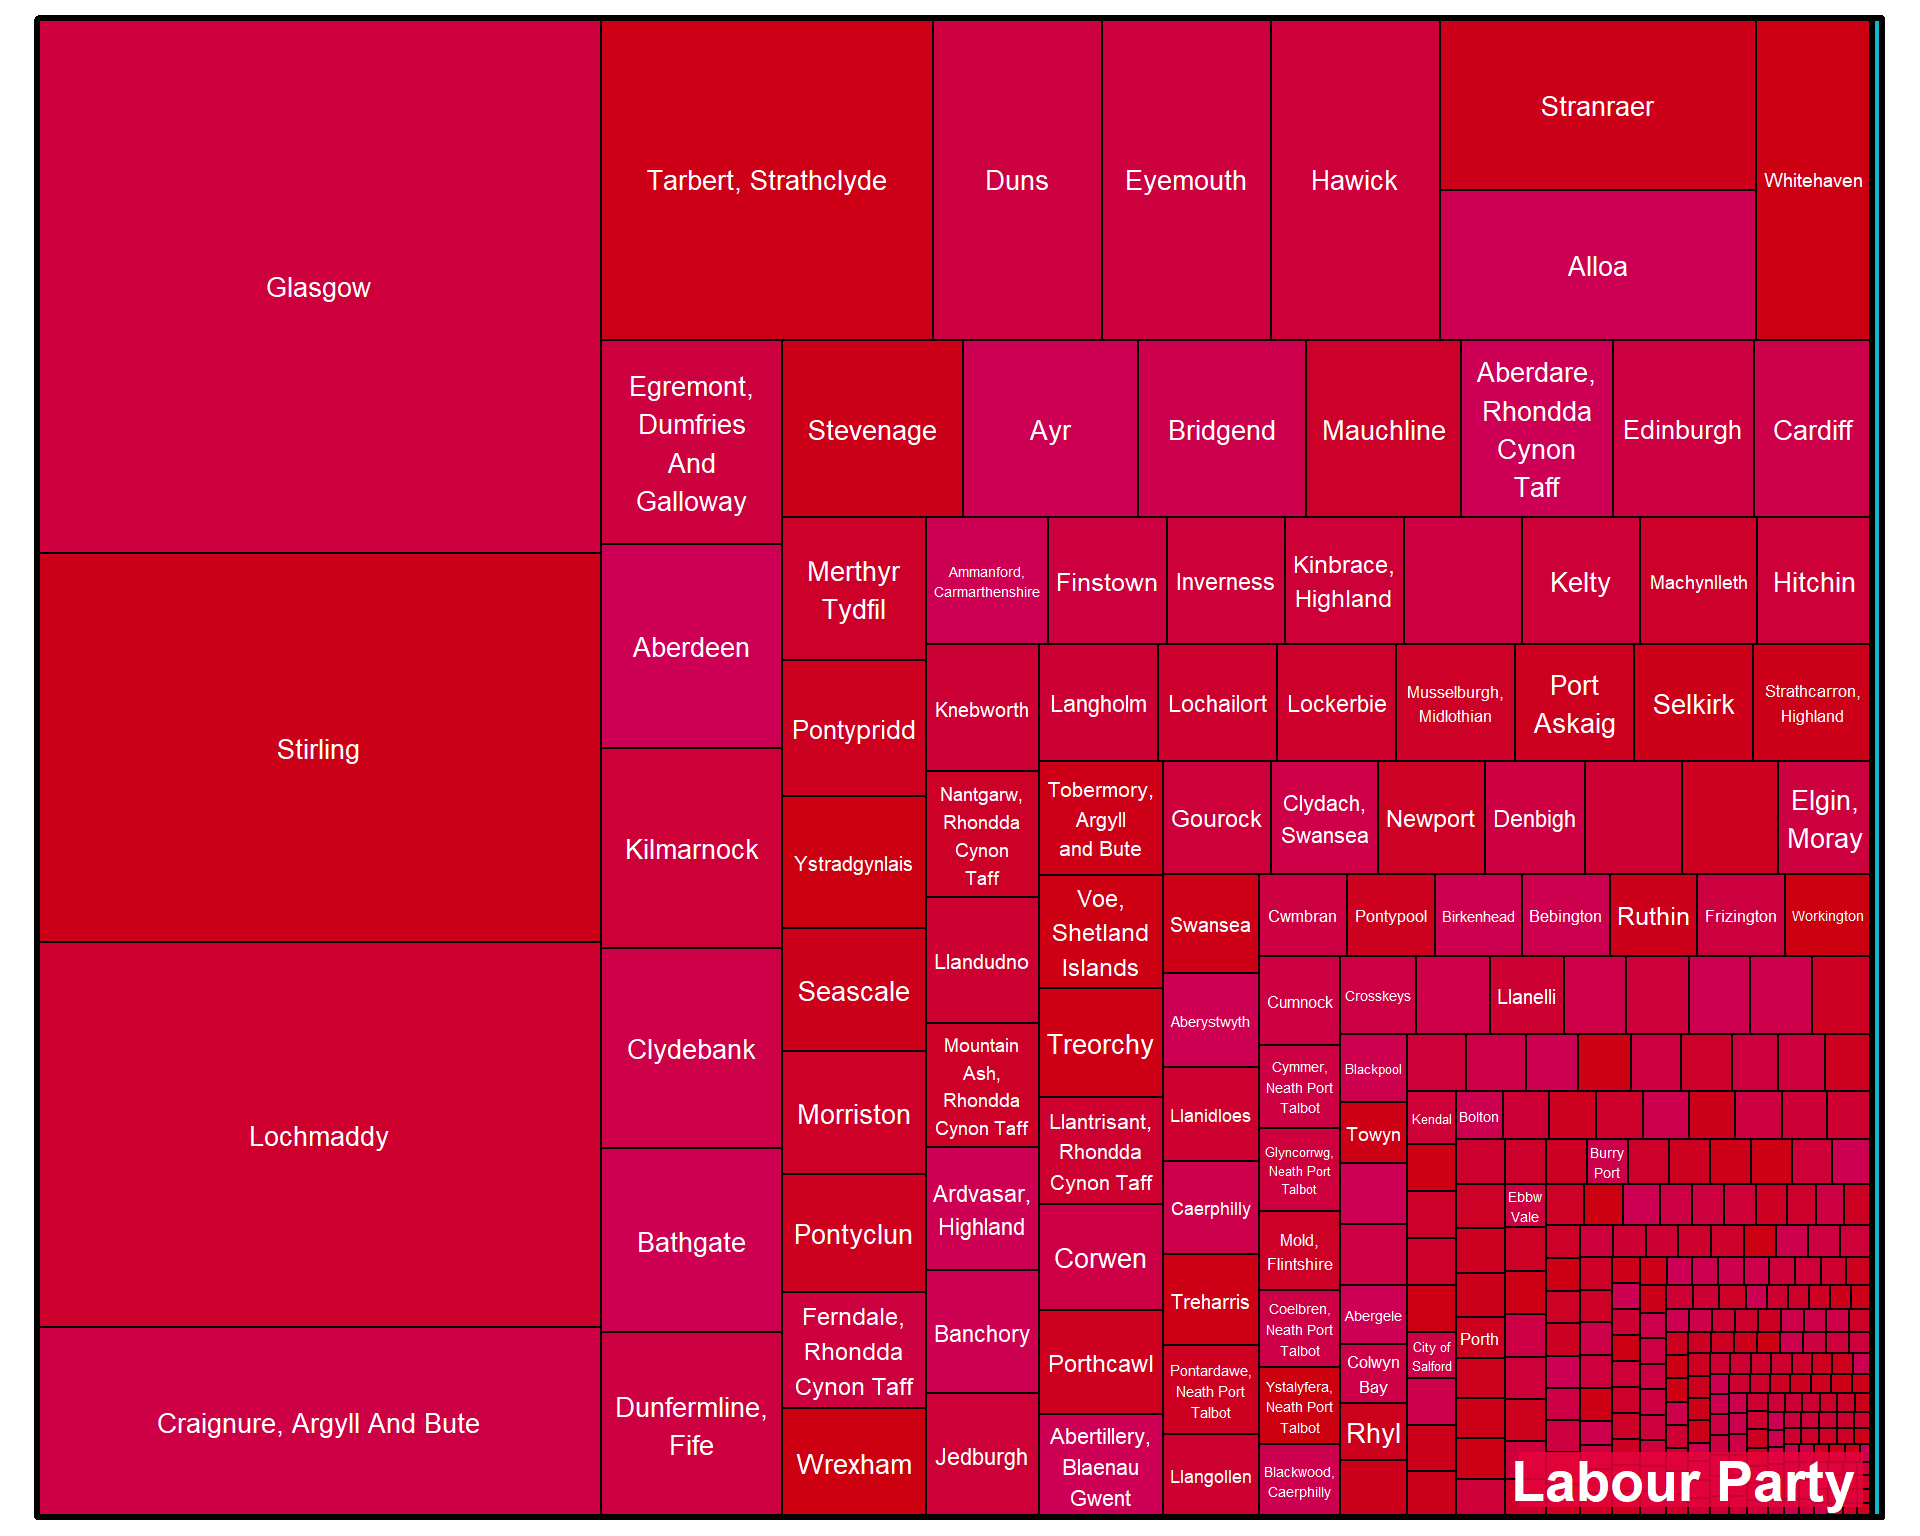 Glasgow
Stirling
Lochmaddy
Craignure, Argyll And Bute
Tarbert, Strathclyde
Duns
Eyemouth
Hawick
Stranraer
Alloa
Whitehaven
Egremont,
Dumfries
And
Galloway
Aberdeen
Kilmarnock
Clydebank
Bathgate
Dunfermline,
Fife
Stevenage
Ayr
Bridgend
Mauchline
Aberdare,
Rhondda
Cynon
Taff
Edinburgh
Cardiff
Merthyr
Tydfil
Pontypridd
Ystradgynlais
Seascale
Morriston
Pontyclun
Ferndale,
Rhondda
Cynon Taff
Wrexham
Ammanford,
Carmarthenshire
Finstown
Inverness
Kinbrace,
Highland
Kelty
Machynlleth
Hitchin
Knebworth
Nantgarw,
Rhondda
Cynon
Taff
Llandudno
Mountain
Ash,
Rhondda
Cynon Taff
Ardvasar,
Highland
Banchory
Jedburgh
Langholm
Lochailort
Lockerbie
Musselburgh,
Midlothian
Port
Askaig
Selkirk
Strathcarron,
Highland
Tobermory,
Argyll
and Bute
Voe,
Shetland
Islands
Treorchy
Llantrisant,
Rhondda
Cynon Taff
Corwen
Porthcawl
Abertillery,
Blaenau
Gwent
Gourock
Clydach,
Swansea
Newport
Denbigh
Elgin,
Moray
Swansea
Aberystwyth
Llanidloes
Caerphilly
Treharris
Pontardawe,
Neath Port
Talbot
Llangollen
Cwmbran
Pontypool
Birkenhead
Bebington
Ruthin
Frizington
Workington
Cumnock
Cymmer,
Neath Port
Talbot
Glyncorrwg,
Neath Port
Talbot
Mold,
Flintshire
Coelbren,
Neath Port
Talbot
Ystalyfera,
Neath Port
Talbot
Blackwood,
Caerphilly
Crosskeys
Llanelli
Blackpool
Towyn
Abergele
Colwyn
Bay
Rhyl
Kendal
Bolton
City of
Salford
Burry
Port
Ebbw
Vale
Porth
Labour Party